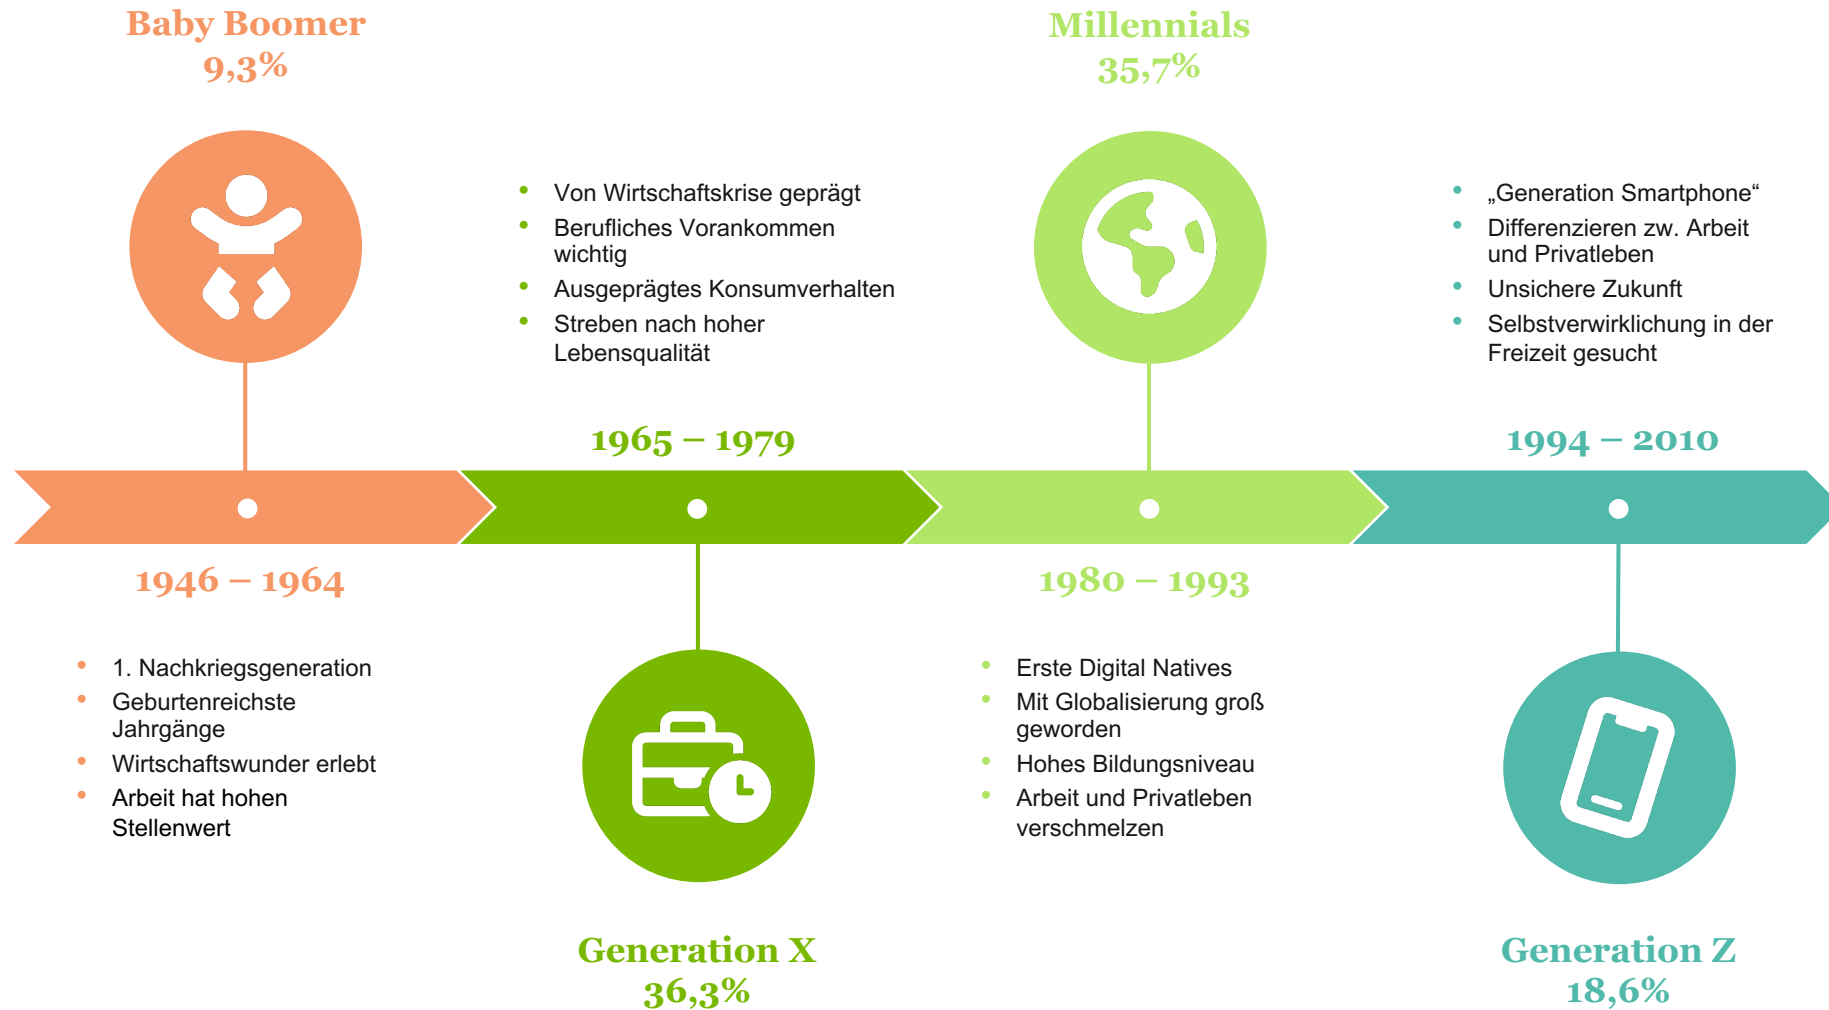 Baby Boomer
9,3%
1946 – 1964
1. Nachkriegsgeneration
Geburtenreichste
Jahrgänge
Wirtschaftswunder erlebt
Arbeit hat hohen
Stellenwert
Von Wirtschaftskrise geprägt
Berufliches Vorankommen
wichtig
Ausgeprägtes Konsumverhalten
Streben nach hoher
Lebensqualität
1965 – 1979
Generation X
36,3%
Millennials
35,7%
1980 – 1993
Erste Digital Natives
Mit Globalisierung groß
geworden
Hohes Bildungsniveau
Arbeit und Privatleben
verschmelzen
„Generation Smartphone“
Differenzieren zw. Arbeit
und Privatleben
Unsichere Zukunft
Selbstverwirklichung in der
Freizeit gesucht
1994 – 2010
Generation Z
18,6%